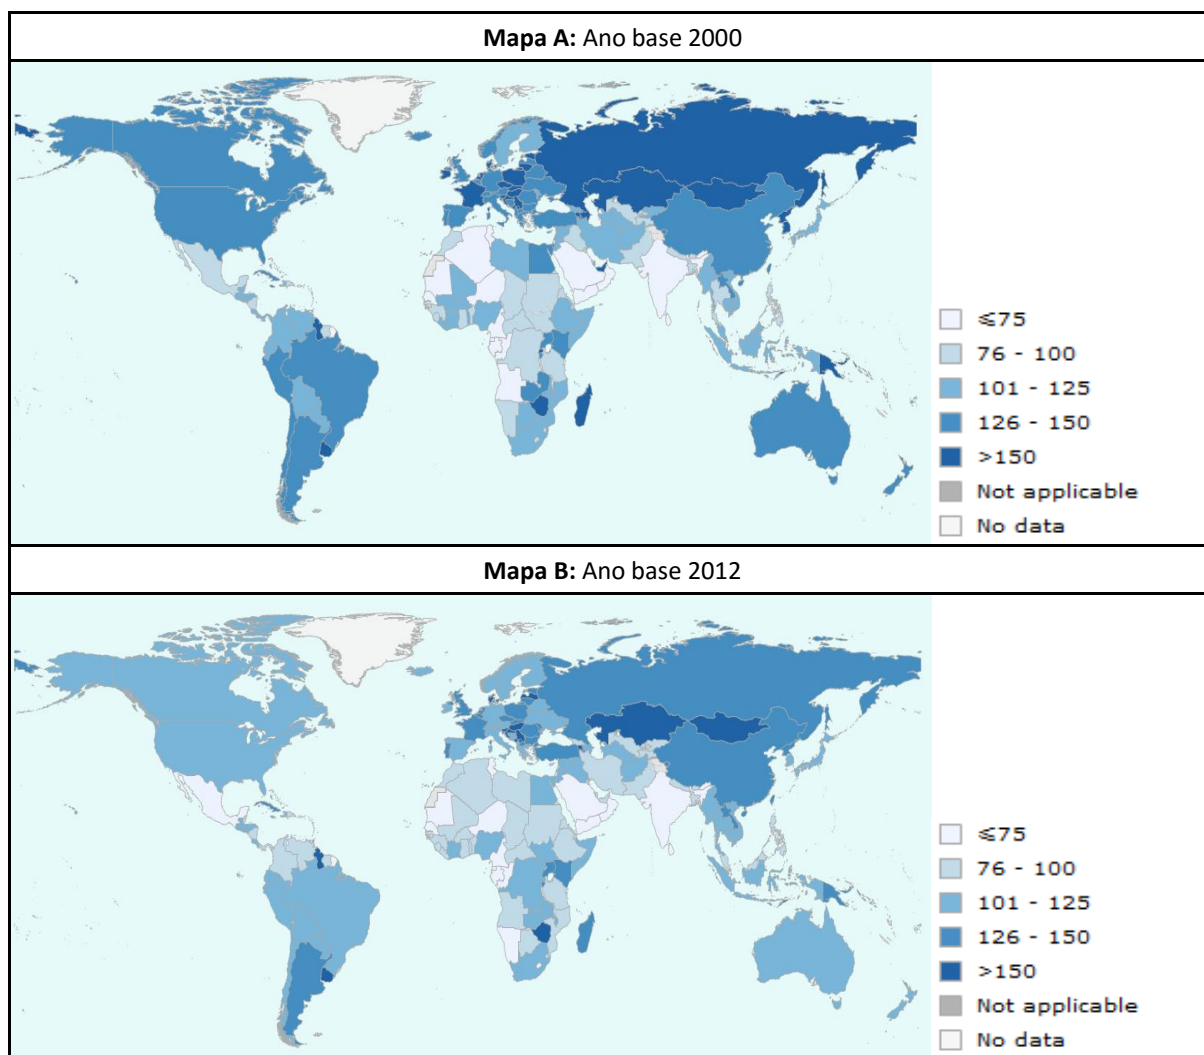 Mapa A: Ano base 2000
≤75
76 - 100
101 - 125
126 - 150
>150
Not applicable
No data
Mapa B: Ano base 2012
≤75
76 - 100
101 - 125
126 - 150
>150
Not applicable
No data